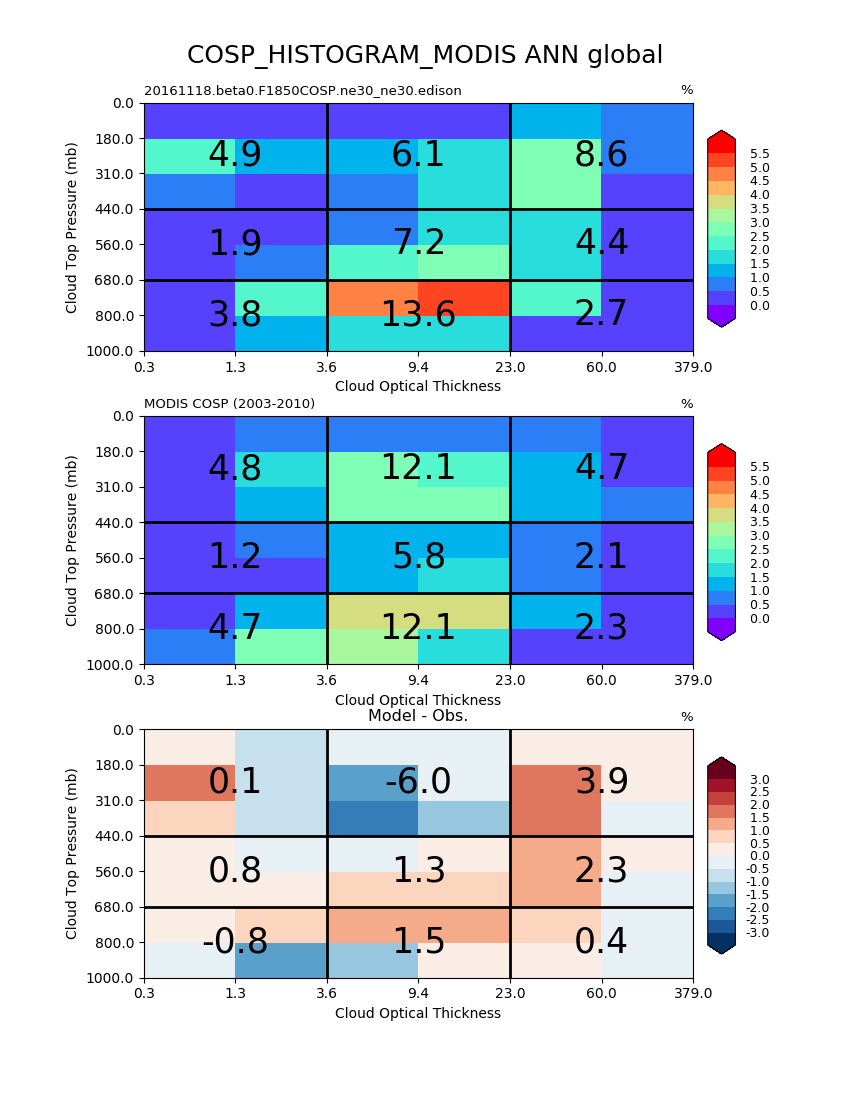 COSP_HISTOGRAM_MODIS ANN global
20161118.beta0.F1850COSP.ne30_ne30.edison %
0.0
180.0 4.9 6.1 8.6
310.0
440.0
560.0 1.9 7.2 4.4
680.0
800.0 3.8 13.6 2.7
1000.0
Cloud Top Pressure (mb)
0.3 1.3 3.6 9.4 23.0 60.0 379.0
Cloud Optical Thickness
5.5
5.0
4.5
4.0
3.5
3.0
2.5
2.0
1.5
1.0
0.5
0.0
MODIS COSP (2003-2010) %
0.0
180.0 4.8 12.1 4.7
310.0
440.0
560.0 1.2 5.8 2.1
680.0
800.0 4.7 12.1 2.3
1000.0
Cloud Top Pressure (mb)
0.3 1.3 3.6 9.4 23.0 60.0 379.0
Cloud Optical Thickness
5.5
5.0
4.5
4.0
3.5
3.0
2.5
2.0
1.5
1.0
0.5
0.0
Model - Obs. %
0.0
180.0 0.1 -6.0 3.9
310.0
440.0
560.0 0.8 1.3 2.3
680.0
800.0 -0.8 1.5 0.4
1000.0
Cloud Top Pressure (mb)
0.3 1.3 3.6 9.4 23.0 60.0 379.0
Cloud Optical Thickness
3.0
2.5
2.0
1.5
1.0
0.5
0.0
-0.5
-1.0
-1.5
-2.0
-2.5
-3.0